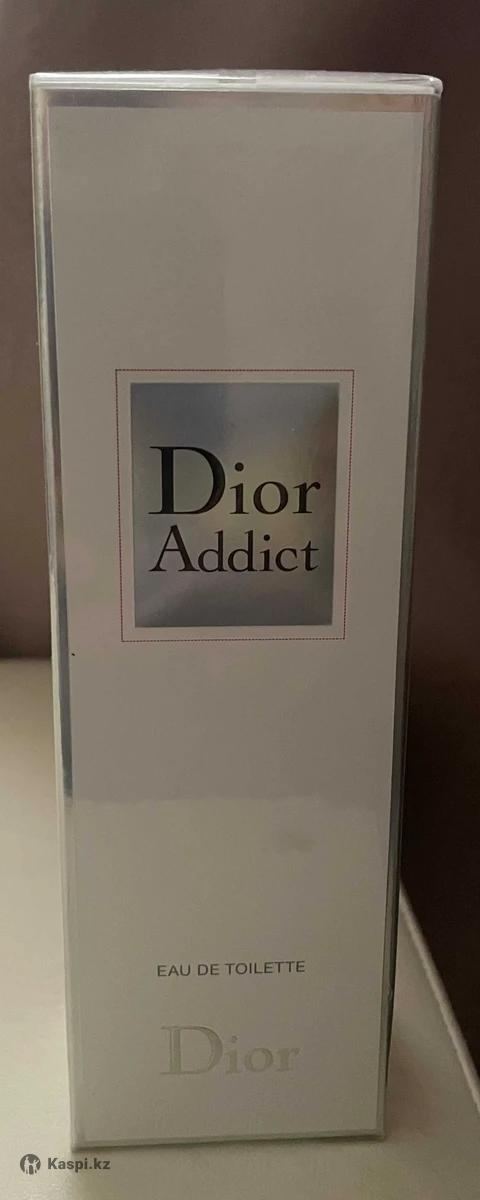 Dior
Addict
EAU DE TOILETTE
Dior
Kaspi.kz